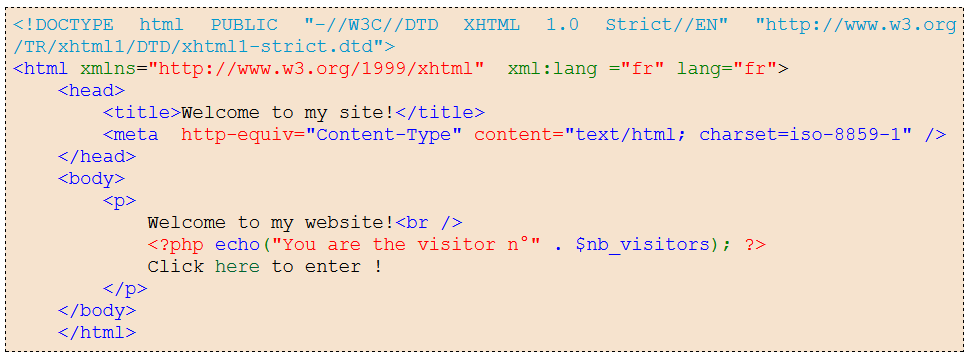 <!DOCTYPE html PUBLIC "-//W3C//DTD XHTML 1.0 Strict//EN" "http://www.w3.org
/TR/xhtml1/DTD/xhtml1-strict.dtd">
<html xmlns="http://www.w3.org/1999/xhtml" xml:lang ="fr" lang="fr">
<head>
<title>Welcome to my site!</title>
<meta http-equiv="Content-Type" content="text/html; charset=iso-8859-1" />
</head>
<body>
<p>
Welcome to my website!<br />
<?php echo("You are the visitor n°" . $nb_visitors); ?>
Click here to enter !
</p>
</body>
</html>